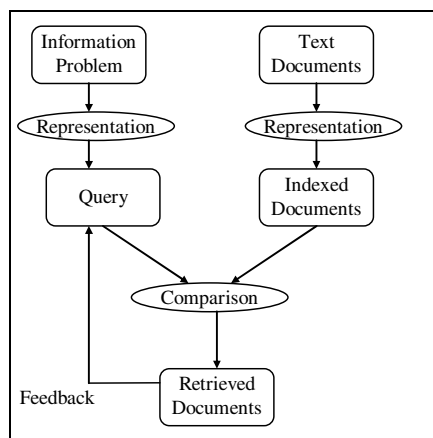 Information
Problem
Text
Documents
Representation
Representation
Query
Indexed
Documents
Comparison
Feedback
Retrieved
Documents